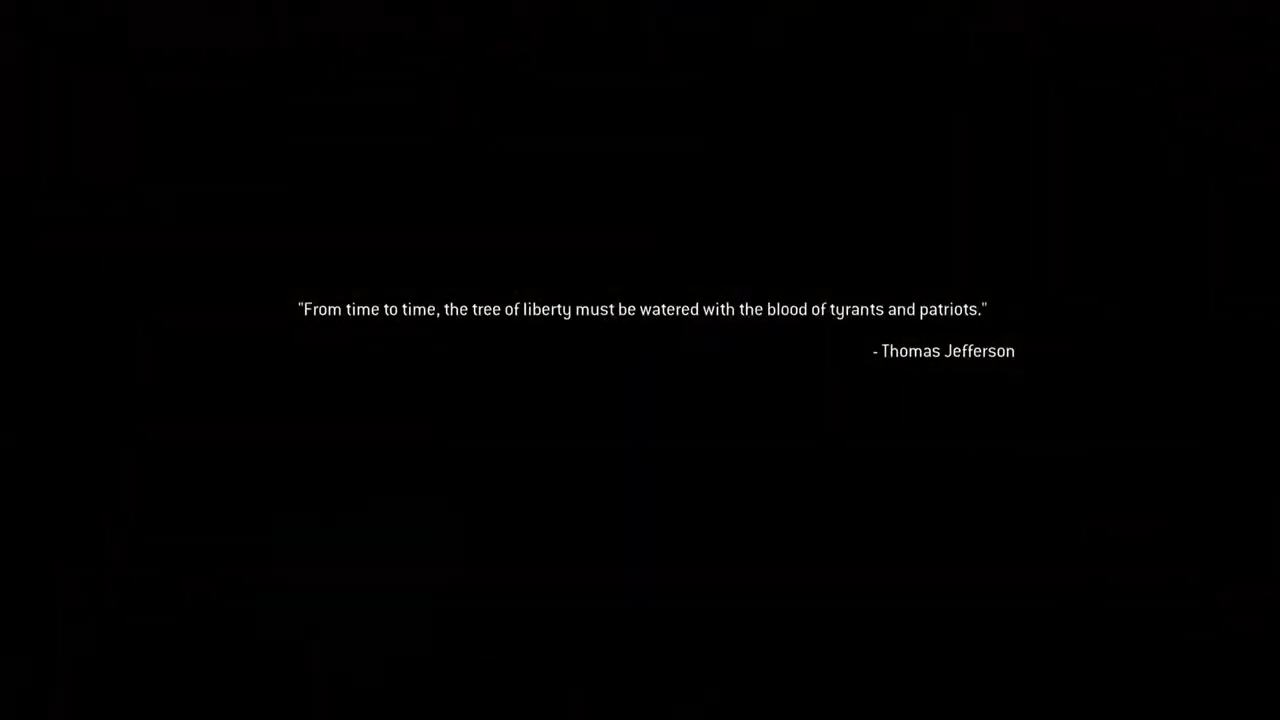 "From time to time, the tree of liberty must be watered with the blood of tyrants and patriots."
- Thomas Jefferson